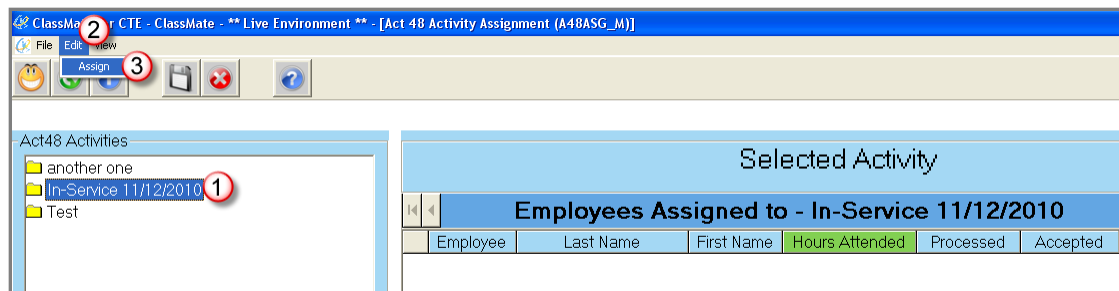 ClassMa r CTE - ClassMate - ** Live Environment ** - [Act 48 Activity Assignment (A48ASG_M)]
2
File Edit View
Assign 3
Act48 Activities
another one
In-Service 11/12/2010 1
Test
Selected Activity
Employees Assigned to - In-Service 11/12/2010
Employee Last Name First Name Hours Attended Processed Accepted